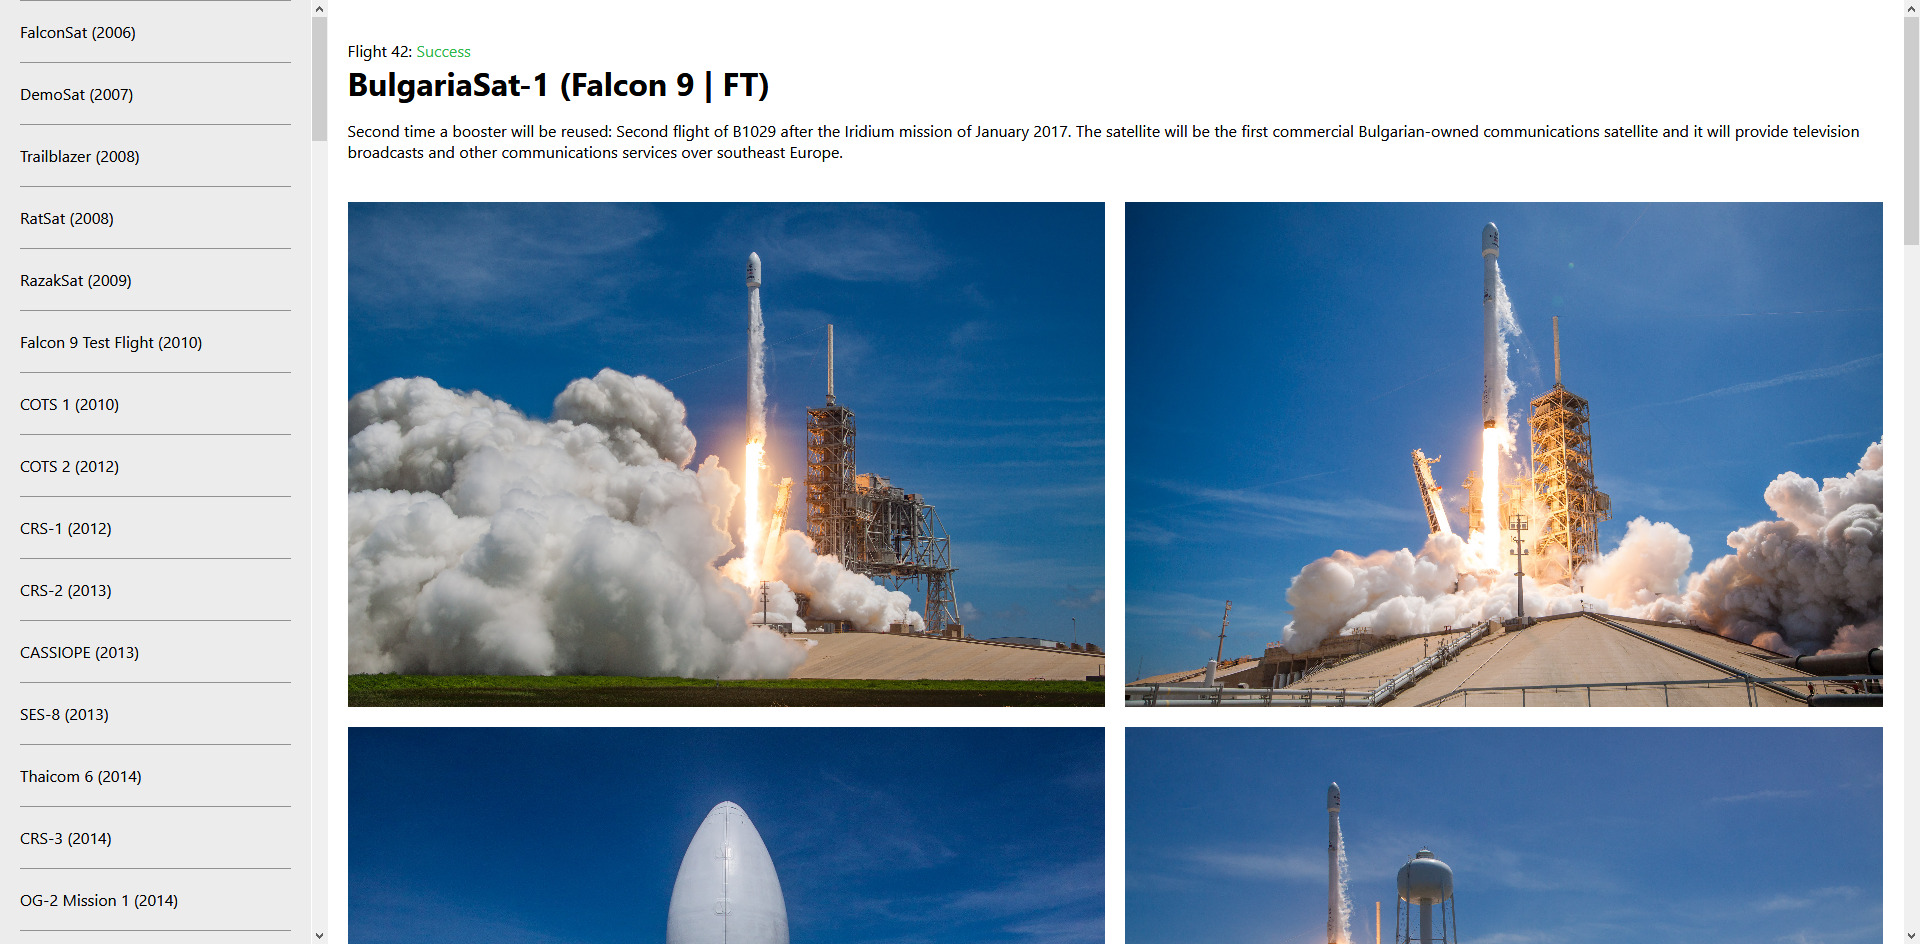 FalconSat (2006)
DemoSat (2007)
Trailblazer (2008)
RatSat (2008)
RazakSat (2009)
Falcon 9 Test Flight (2010)
COTS 1 (2010)
COTS 2 (2012)
CRS-1 (2012)
CRS-2 (2013)
CASSIOPE (2013)
SES-8 (2013)
Thaicom 6 (2014)
CRS-3 (2014)
OG-2 Mission 1 (2014)
Flight 42: Success
BulgariaSat-1 (Falcon 9 | FT)
Second time a booster will be reused: Second flight of B1029 after the Iridium mission of January 2017. The satellite will be the first commercial Bulgarian-owned communications satellite and it will provide television
broadcasts and other communications services over southeast Europe.